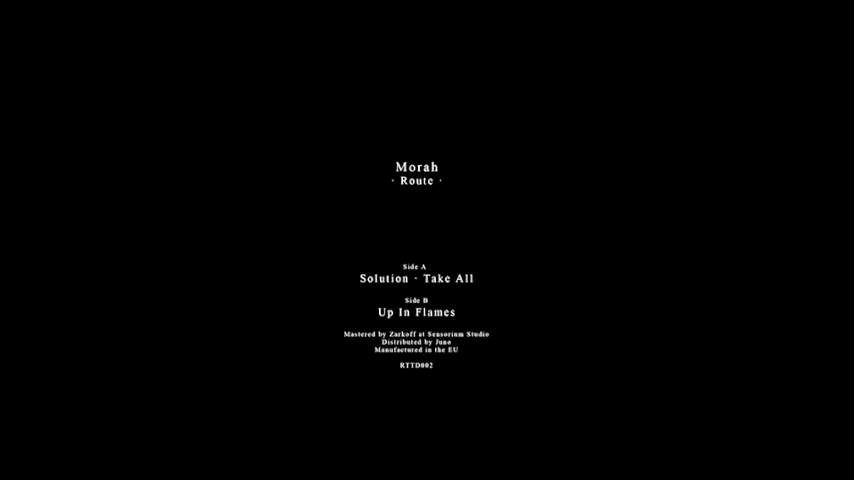 Morah
· Route ·
Side A
Solution · Take All
Side B
Up In Flames
Mastered by Zarkoff at Sensorium Studio
Distributed by Juno
Manufactured in the EU
RTTD002